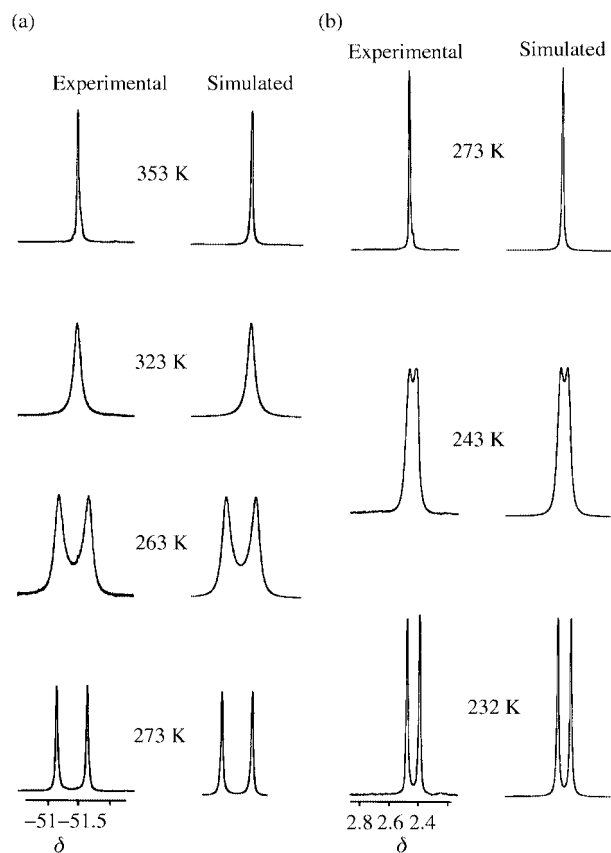 (a)
Experimental Simulated
353 K
323 K
263 K
273 K
−51 −51.5
δ
(b)
Experimental Simulated
273 K
243 K
232 K
2.8 2.6 2.4
δ